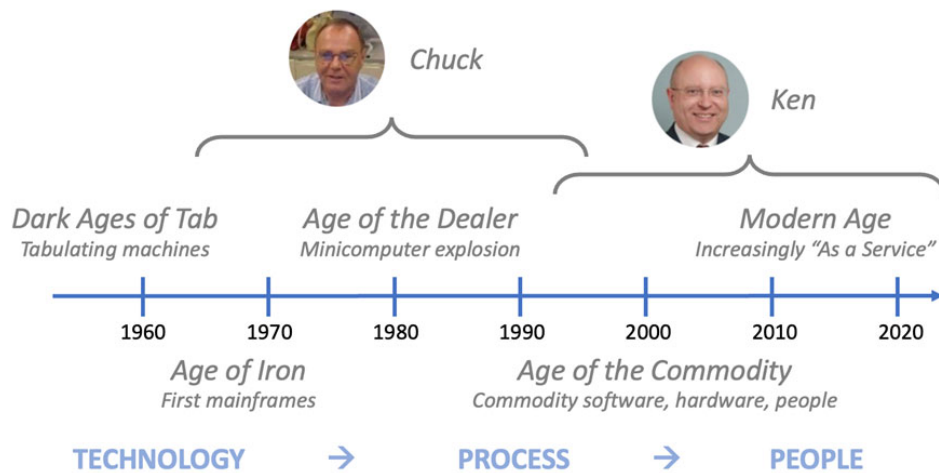 Chuck
Ken
Dark Ages of Tab
Tabulating machines
Age of the Dealer
Minicomputer explosion
Modern Age
Increasingly “As a Service”
1960 1970 1980 1990 2000 2010 2020
Age of Iron
First mainframes
Age of the Commodity
Commodity software, hardware, people
TECHNOLOGY → PROCESS → PEOPLE